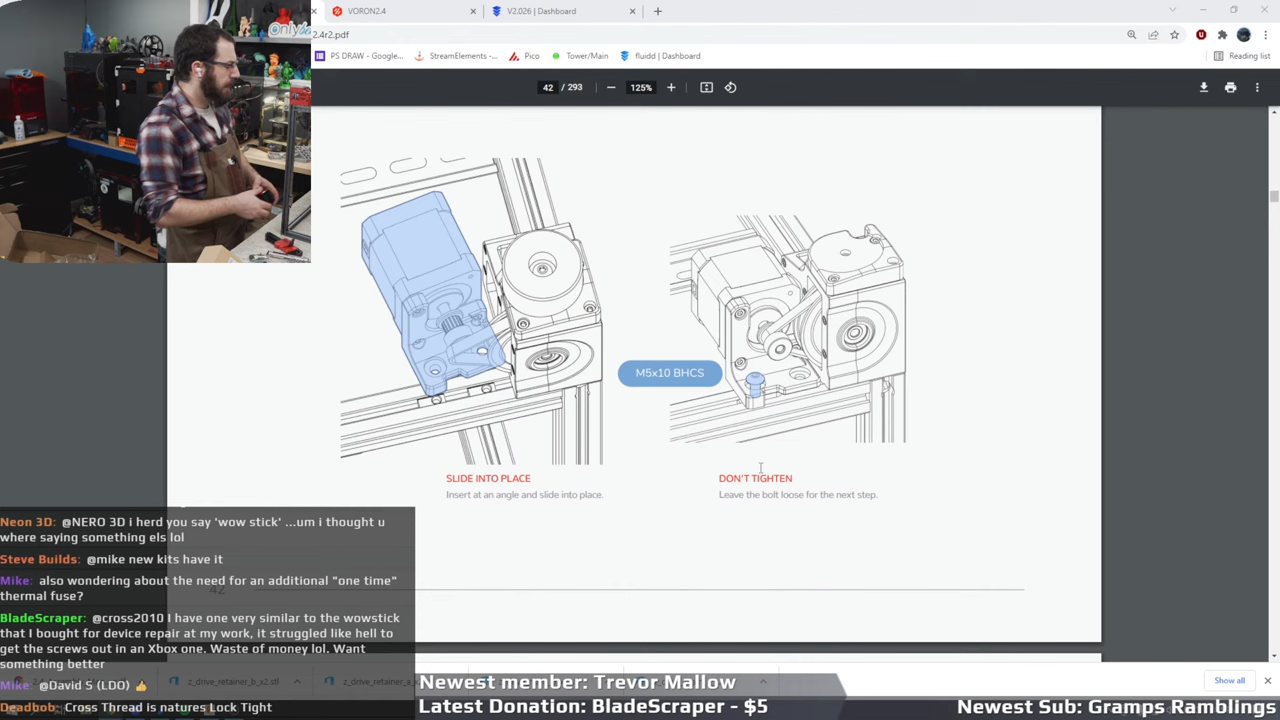 VORON2.4
V2.026 | Dashboard
2.4r2.pdf
PS DRAW - Google...
StreamElements -...
Pico
Tower/Main
fluidd | Dashboard
Reading list
42 / 293
125%
M5x10 BHCS
SLIDE INTO PLACE
Insert at an angle and slide into place.
DON'T TIGHTEN
Leave the bolt loose for the next step.
42
Neon 3D: @NERO 3D i herd you say 'wow stick' ...um i thought u
where saying something els lol
Steve Builds: @mike new kits have it
Mike: also wondering about the need for an additional "one time"
thermal fuse?
BladeScraper: @cross2010 I have one very similar to the wowstick
that I bought for device repair at my work, it struggled like hell to
get the screws out in an Xbox one. Waste of money lol. Want
something better
Mike: @David S (LDO) 👍
Deadbob: Cross Thread is natures Lock Tight
z_drive_retainer_b_x2.stl
Show all
Newest member: Trevor Mallow
Latest Donation: BladeScraper - $5
Newest Sub: Gramps Ramblings